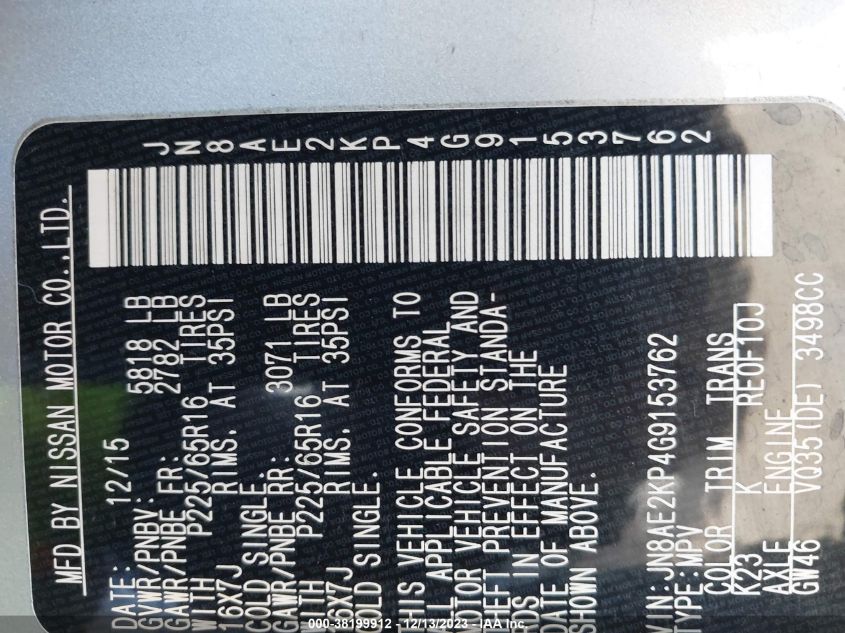 JN8AE2KP4G9153762
MFD BY NISSAN MOTOR CO.,LTD.
DATE: 12/15
GVWR/PNBV: 5818 LB
GAWR/PNBE FR: 2782 LB
WITH P225/65R16 TIRES
16X7J RIMS. AT 35PSI
COLD SINGLE.
GAWR/PNBE RR: 3071 LB
WITH P225/65R16 TIRES
16X7J RIMS. AT 35PSI
COLD SINGLE.
THIS VEHICLE CONFORMS TO
ALL APPLICABLE FEDERAL
MOTOR VEHICLE SAFETY AND
THEFT PREVENTION STANDA-
RDS IN EFFECT ON THE
DATE OF MANUFACTURE
SHOWN ABOVE.
VIN: JN8AE2KP4G9153762
TYPE:MPV
COLOR TRIM TRANS
K23 K RE0F10J
AXLE ENGINE
GW46 VQ35(DE) 3498CC
000-38199912 - 12/13/2023 - IAA Inc.